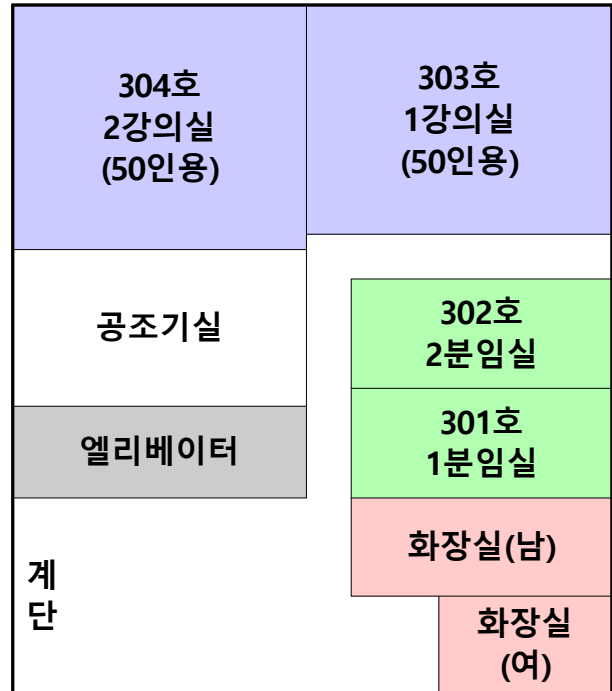 304호
2강의실
(50인용)
303호
1강의실
(50인용)
공조기실
302호
2분임실
엘리베이터
301호
1분임실
화장실(남)
계
단
화장실
(여)